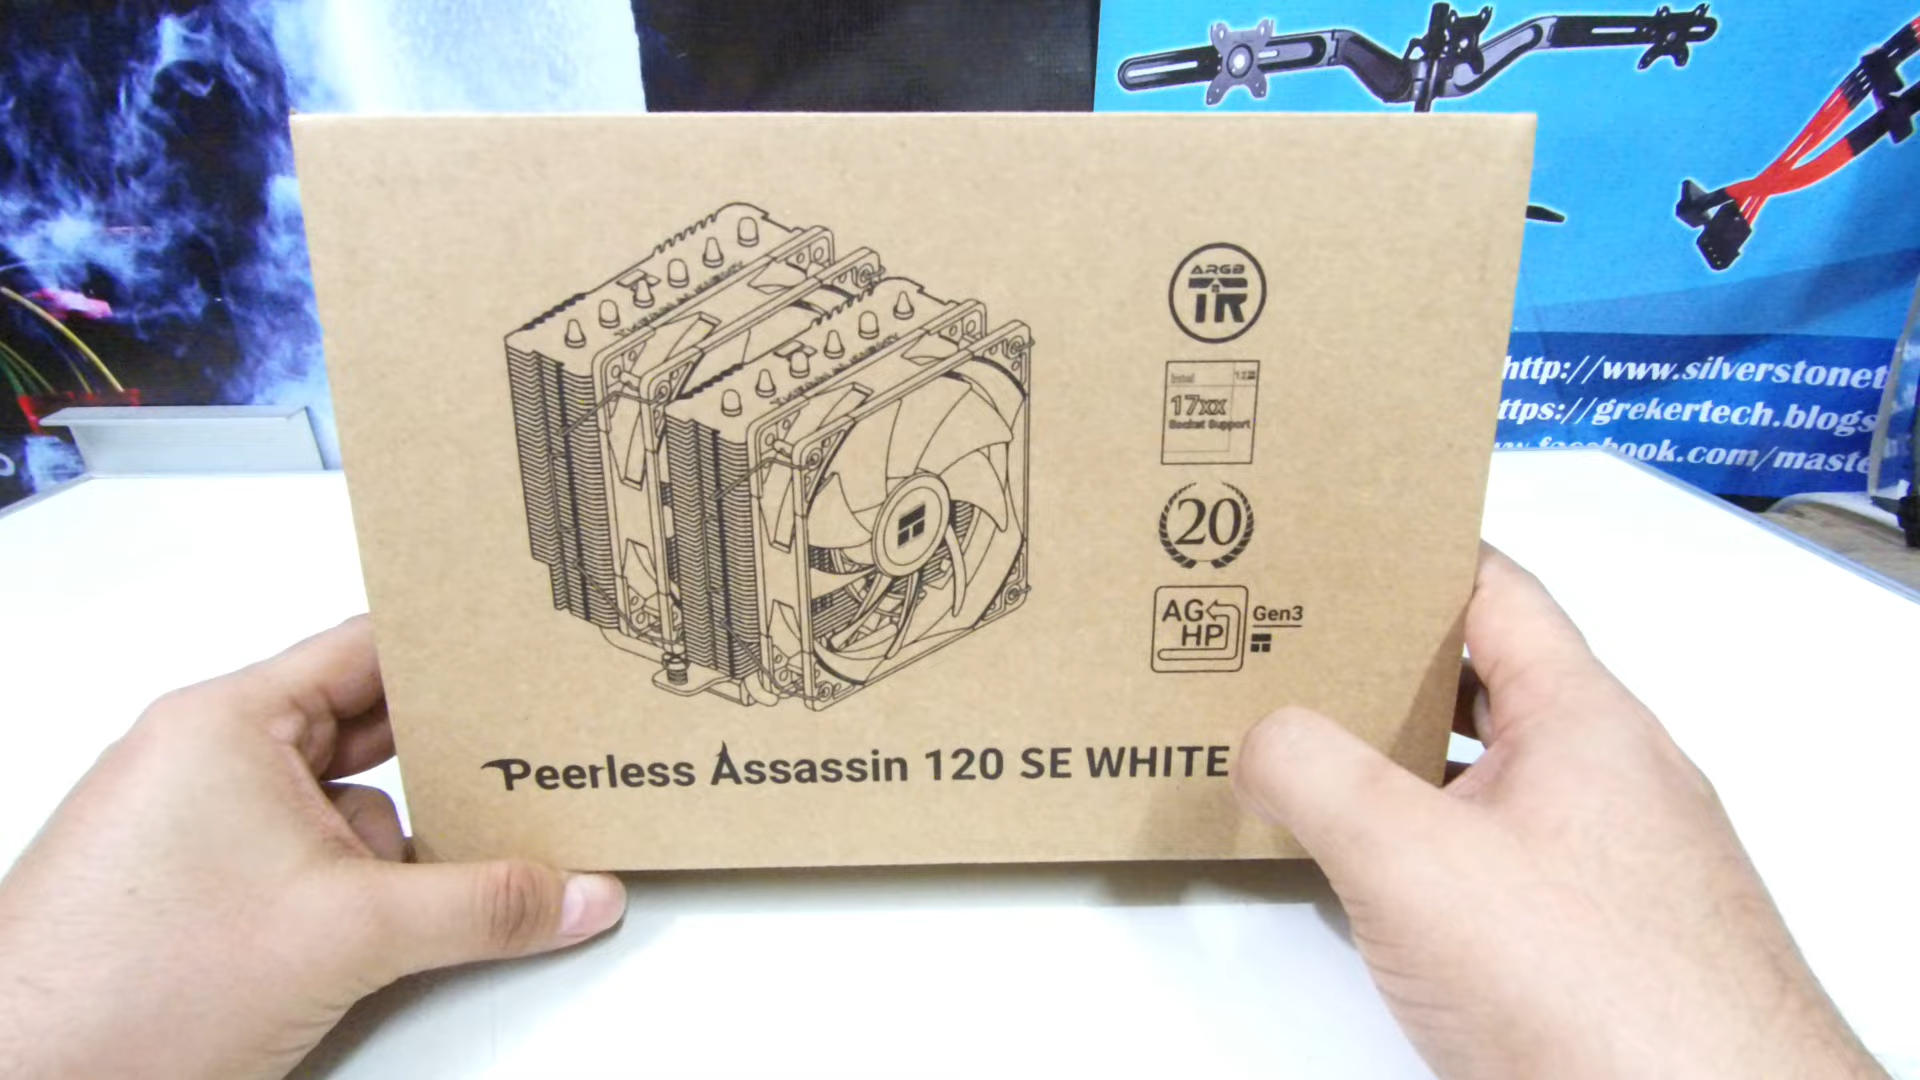 http://www.silverstonet
ttps://grekertech.blogs
ook.com/maste
ARGB
TR
intel
17xx
Socket Support
20
AG
HP
Gen3
Peerless Assassin 120 SE WHITE